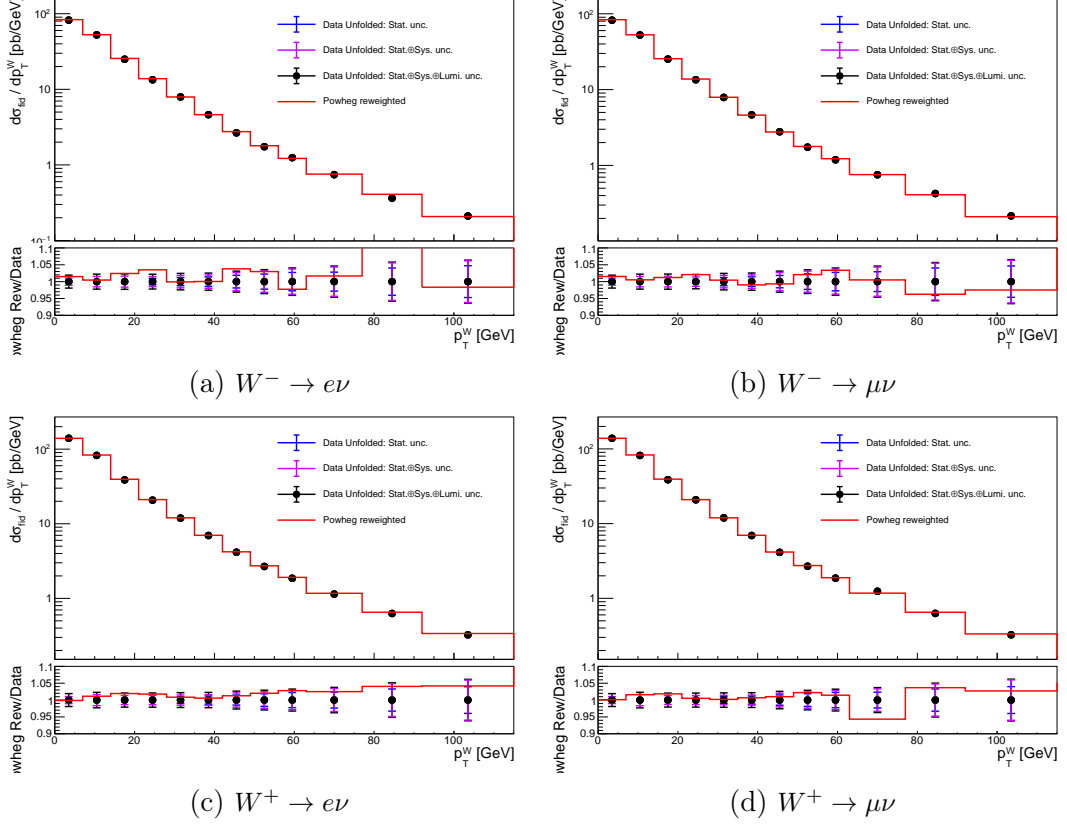 10²
10
1
10⁻¹
dσ_fid / dp_T^W [pb/GeV]
Data Unfolded: Stat. unc.
Data Unfolded: Stat.⊕Sys. unc.
Data Unfolded: Stat.⊕Sys.⊕Lumi. unc.
Powheg reweighted
1.1
1.05
1
0.95
0.9
owheg Rew/Data
0 20 40 60 80 100
p_T^W [GeV]
(a) W⁻ → eν
10²
10
1
10⁻¹
dσ_fid / dp_T^W [pb/GeV]
Data Unfolded: Stat. unc.
Data Unfolded: Stat.⊕Sys. unc.
Data Unfolded: Stat.⊕Sys.⊕Lumi. unc.
Powheg reweighted
1.1
1.05
1
0.95
0.9
owheg Rew/Data
0 20 40 60 80 100
p_T^W [GeV]
(b) W⁻ → μν
10²
10
1
dσ_fid / dp_T^W [pb/GeV]
Data Unfolded: Stat. unc.
Data Unfolded: Stat.⊕Sys. unc.
Data Unfolded: Stat.⊕Sys.⊕Lumi. unc.
Powheg reweighted
1.1
1.05
1
0.95
0.9
owheg Rew/Data
0 20 40 60 80 100
p_T^W [GeV]
(c) W⁺ → eν
10²
10
1
dσ_fid / dp_T^W [pb/GeV]
Data Unfolded: Stat. unc.
Data Unfolded: Stat.⊕Sys. unc.
Data Unfolded: Stat.⊕Sys.⊕Lumi. unc.
Powheg reweighted
1.1
1.05
1
0.95
0.9
owheg Rew/Data
0 20 40 60 80 100
p_T^W [GeV]
(d) W⁺ → μν